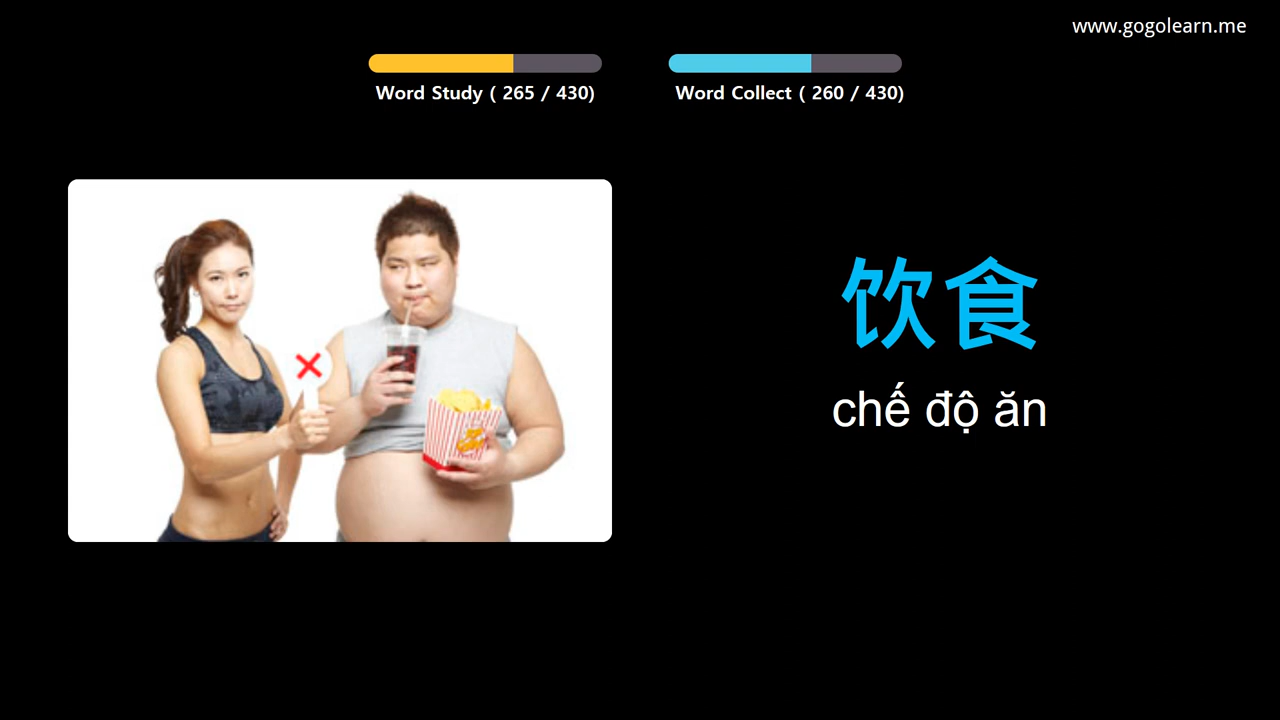 www.gogolearn.me
Word Study ( 265 / 430)
Word Collect ( 260 / 430)
饮食
chế độ ăn